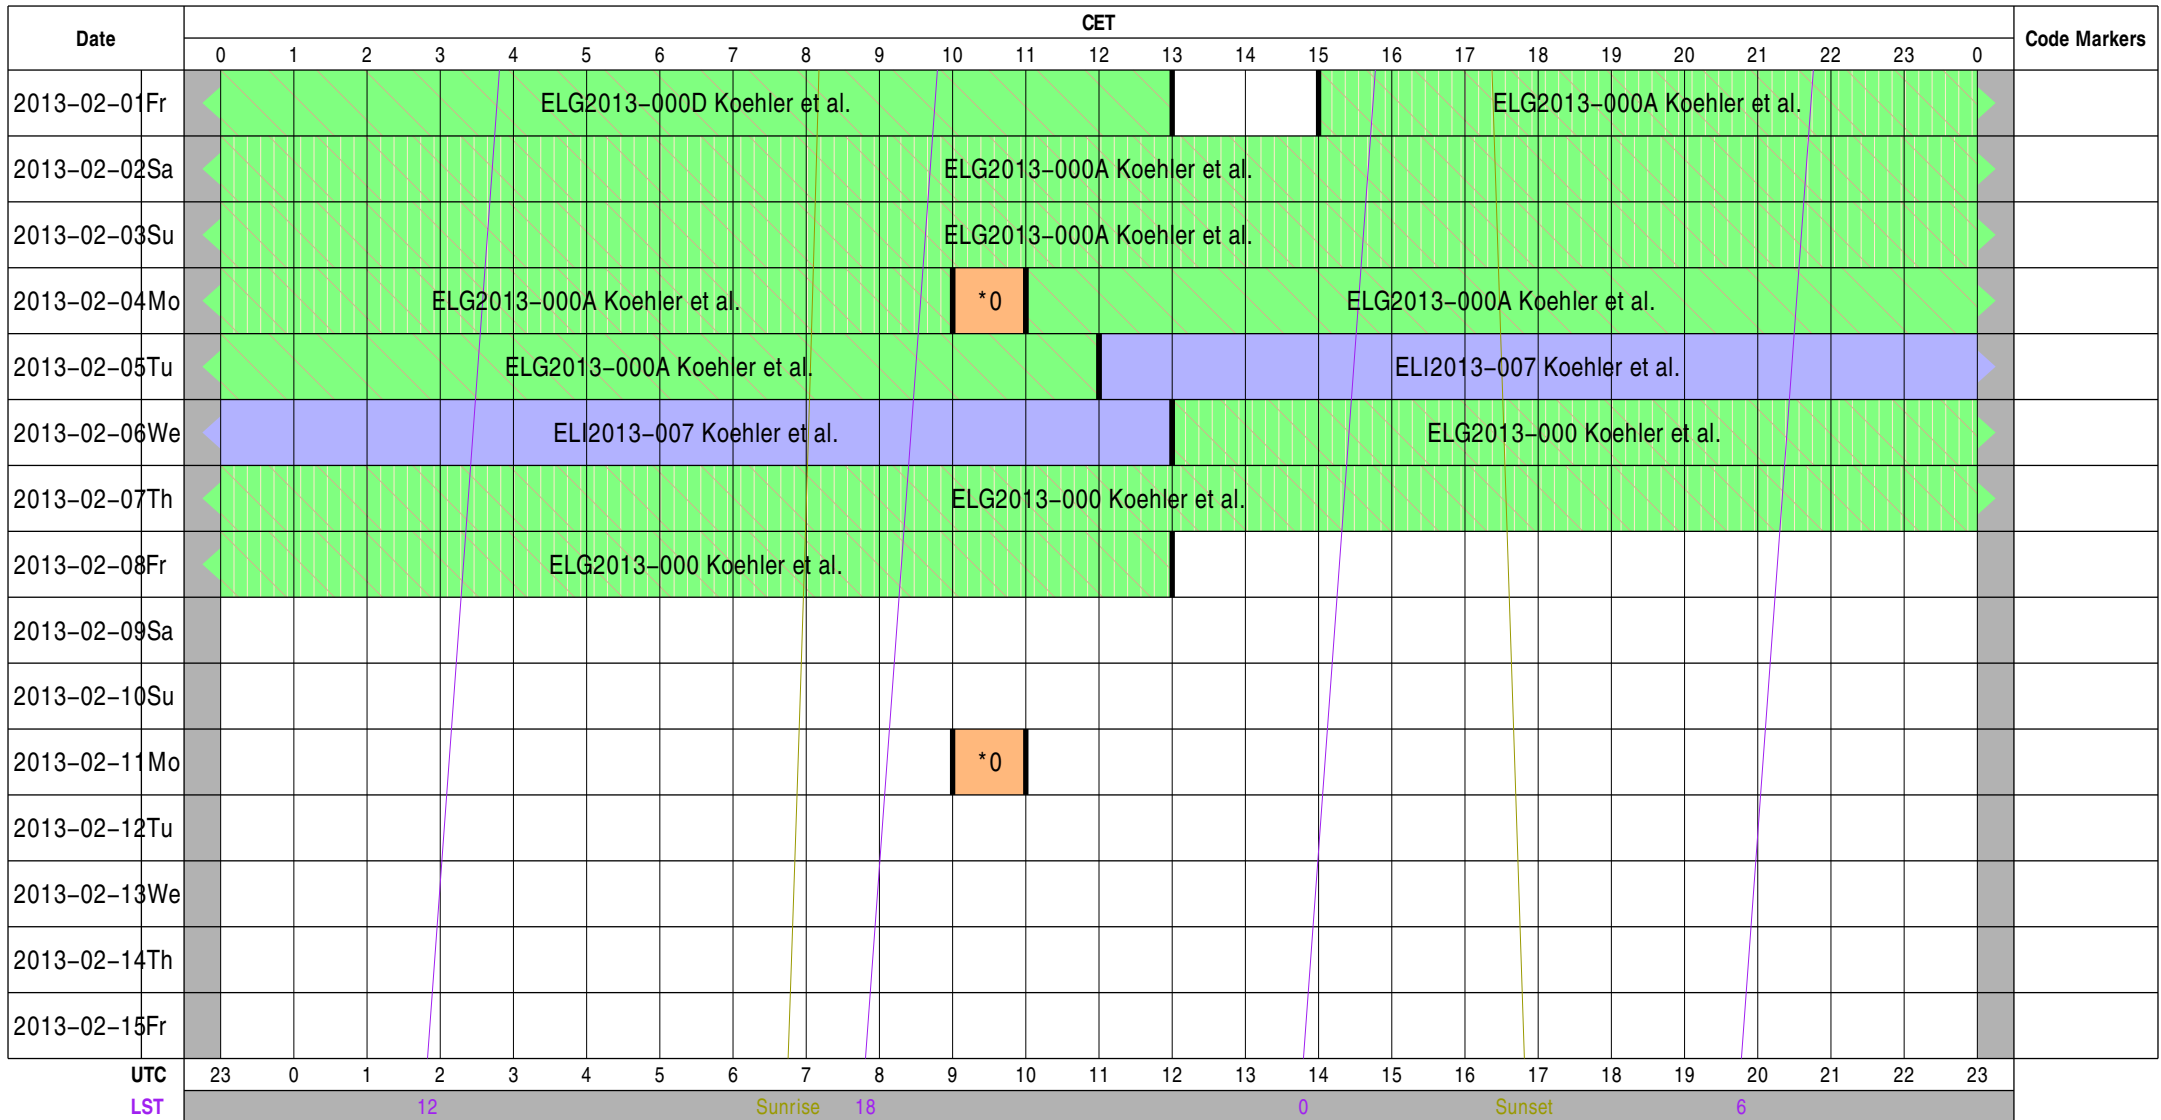 Date CET Code Markers
0 1 2 3 4 5 6 7 8 9 10 11 12 13 14 15 16 17 18 19 20 21 22 23 0
2013-02-01Fr ELG2013-000D Koehler et al. ELG2013-000A Koehler et al.
2013-02-02Sa ELG2013-000A Koehler et al.
2013-02-03Su ELG2013-000A Koehler et al.
2013-02-04Mo ELG2013-000A Koehler et al. *0 ELG2013-000A Koehler et al.
2013-02-05Tu ELG2013-000A Koehler et al. ELI2013-007 Koehler et al.
2013-02-06We ELI2013-007 Koehler et al. ELG2013-000 Koehler et al.
2013-02-07Th ELG2013-000 Koehler et al.
2013-02-08Fr ELG2013-000 Koehler et al.
2013-02-09Sa
2013-02-10Su
2013-02-11Mo *0
2013-02-12Tu
2013-02-13We
2013-02-14Th
2013-02-15Fr
UTC 23 0 1 2 3 4 5 6 7 8 9 10 11 12 13 14 15 16 17 18 19 20 21 22 23
LST 12 Sunrise 18 0 Sunset 6